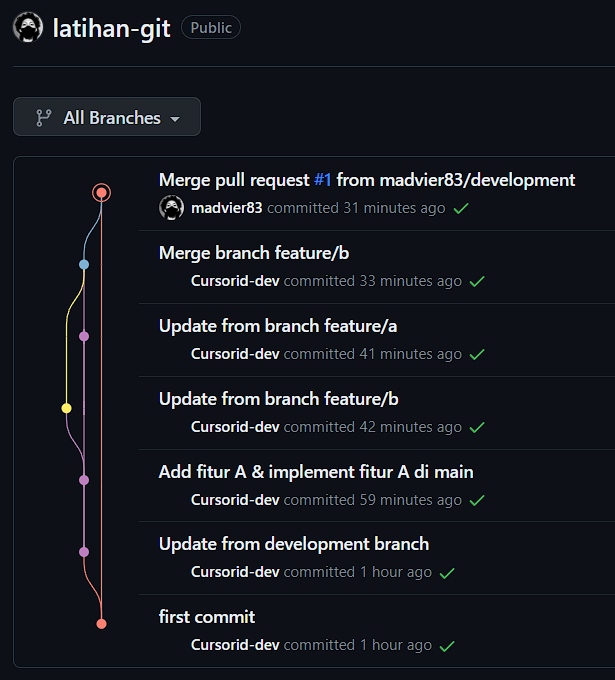 latihan-git Public
All Branches
Merge pull request #1 from madvier83/development
madvier83 committed 31 minutes ago
Merge branch feature/b
Cursorid-dev committed 33 minutes ago
Update from branch feature/a
Cursorid-dev committed 41 minutes ago
Update from branch feature/b
Cursorid-dev committed 42 minutes ago
Add fitur A & implement fitur A di main
Cursorid-dev committed 59 minutes ago
Update from development branch
Cursorid-dev committed 1 hour ago
first commit
Cursorid-dev committed 1 hour ago